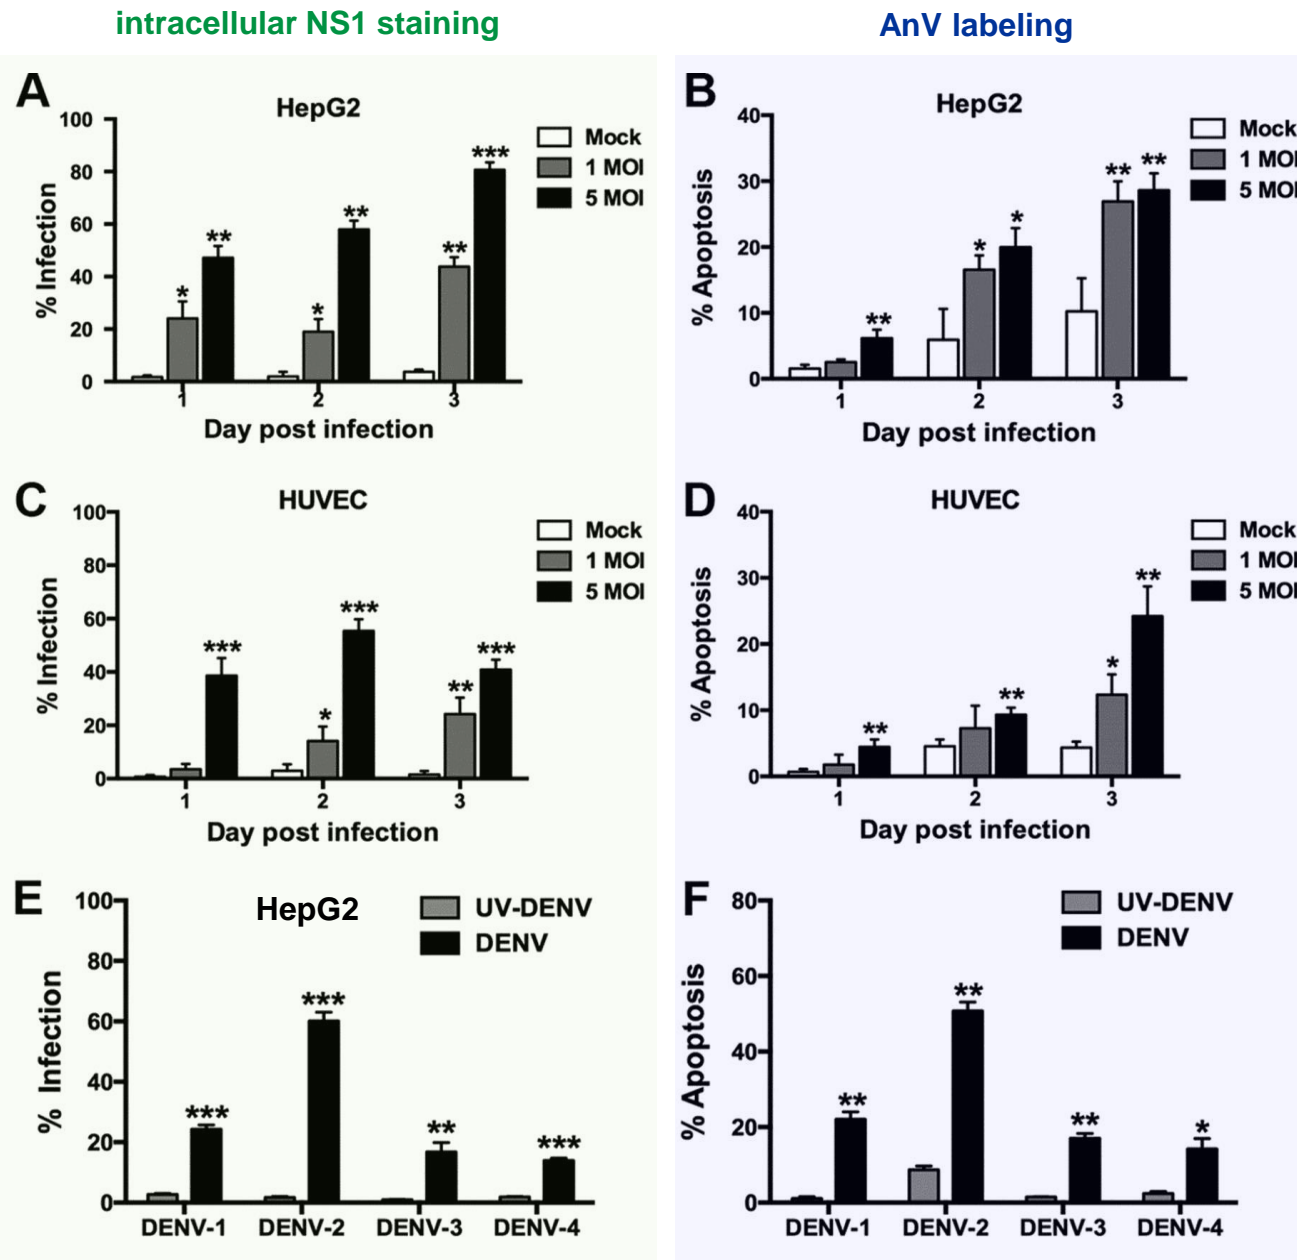 intracellular NS1 staining
AnV labeling
A
HepG2
Mock
1 MOI
5 MOI
% Infection
100
80
60
40
20
0
*
**
*
**
**
***
1
2
3
Day post infection
B
HepG2
Mock
1 MOI
5 MOI
% Apoptosis
40
30
20
10
0
**
*
*
**
**
1
2
3
Day post infection
C
HUVEC
Mock
1 MOI
5 MOI
% Infection
100
80
60
40
20
0
***
*
***
**
***
1
2
3
Day post infection
D
HUVEC
Mock
1 MOI
5 MOI
% Apoptosis
40
30
20
10
0
**
**
*
**
1
2
3
Day post infection
E
HepG2
UV-DENV
DENV
% Infection
100
80
60
40
20
0
***
***
**
***
DENV-1
DENV-2
DENV-3
DENV-4
F
UV-DENV
DENV
% Apoptosis
80
60
40
20
0
**
**
**
*
DENV-1
DENV-2
DENV-3
DENV-4